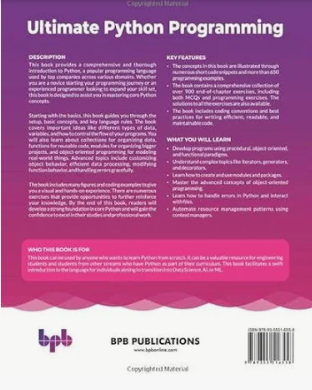 Copyrighted Material
Ultimate Python Programming
DESCRIPTION
This book provides a comprehensive and thorough
introduction to Python, a popular programming language
used by big companies across various domains. Whether
you are a novice starting your programming journey or an
experienced programmer looking to expand your skill set,
this book is designed to assist you in mastering core Python
concepts.
Starting with the basics, this book guides you through the
setup, basic concepts, and key language rules. The book
covers important ideas like different types of data,
variables, and how to control the flow of your programs. You
will also learn about collections for organizing data,
functions for reusable code, modules for organizing bigger
projects, and object-oriented programming for modeling
real-world things. Advanced topics include customizing
object behavior, efficient data processing, modifying
function behavior, and handling errors gracefully.
The book includes many figures and coding examples to give
you a visual and hands-on experience. There are numerous
exercises that provide opportunities to further reinforce
your knowledge. By the end of this book, readers will
develop a strong foundation in core Python and will gain the
confidence to excel in their studies and professional work.
KEY FEATURES
• The concepts in this book are illustrated through
numerous short code snippets and more than 650
programming examples.
• The book contains a comprehensive collection of
over 900 end-of-chapter exercises, including
both MCQs and programming exercises. The
solutions to all the exercises are also available.
• The book includes coding conventions and best
practices for writing efficient, readable, and
maintainable code.
WHAT YOU WILL LEARN
• Develop programs using procedural, object-oriented,
and functional paradigms.
• Understand complex topics like iterators, generators,
and decorators.
• Learn how to create and use modules and packages.
• Master the advanced concepts of object-oriented
programming.
• Learn how to handle errors in Python and interact
with files.
• Automate resource management patterns using
context managers.
WHO THIS BOOK IS FOR
This book can be used by anyone who wants to learn Python from scratch. It can be a valuable resource for engineering
students and students from other streams who have Python as part of their curriculum. This book facilitates a swift
introduction to the language for individuals aiming to transition into Data Science, AI, or ML.
bpb
BPB PUBLICATIONS
www.bpbonline.com
Copyrighted Material